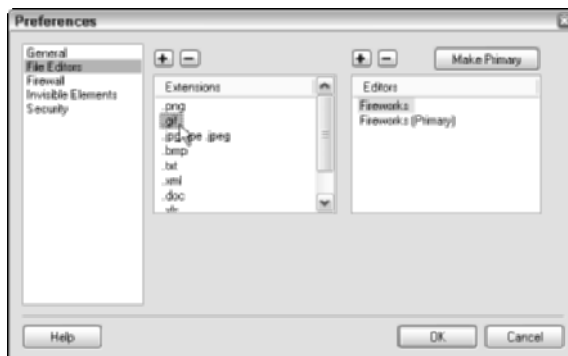 Preferences
General
File Editors
Firewall
Invisible Elements
Security
Make Primary
Extensions
.png
.gif
.jpg .jpe .jpeg
.bmp
.txt
.xml
.doc
Editors
Fireworks
Fireworks (Primary)
Help
OK
Cancel